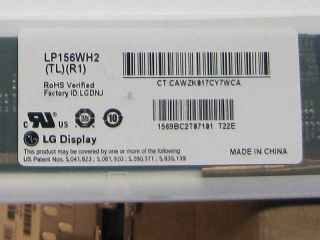 LP156WH2
(TL)(R1)
RoHS Verified
Factory ID:LGDNJ
CT:CAWZK017CY7WCA
1569BC2T07101 T22E
LG Display
MADE IN CHINA
This product may be covered by one or more of the following
US Patent Nos. 5,041,823 ; 5,061,920 ; 5,280,371 ; 5,835,139